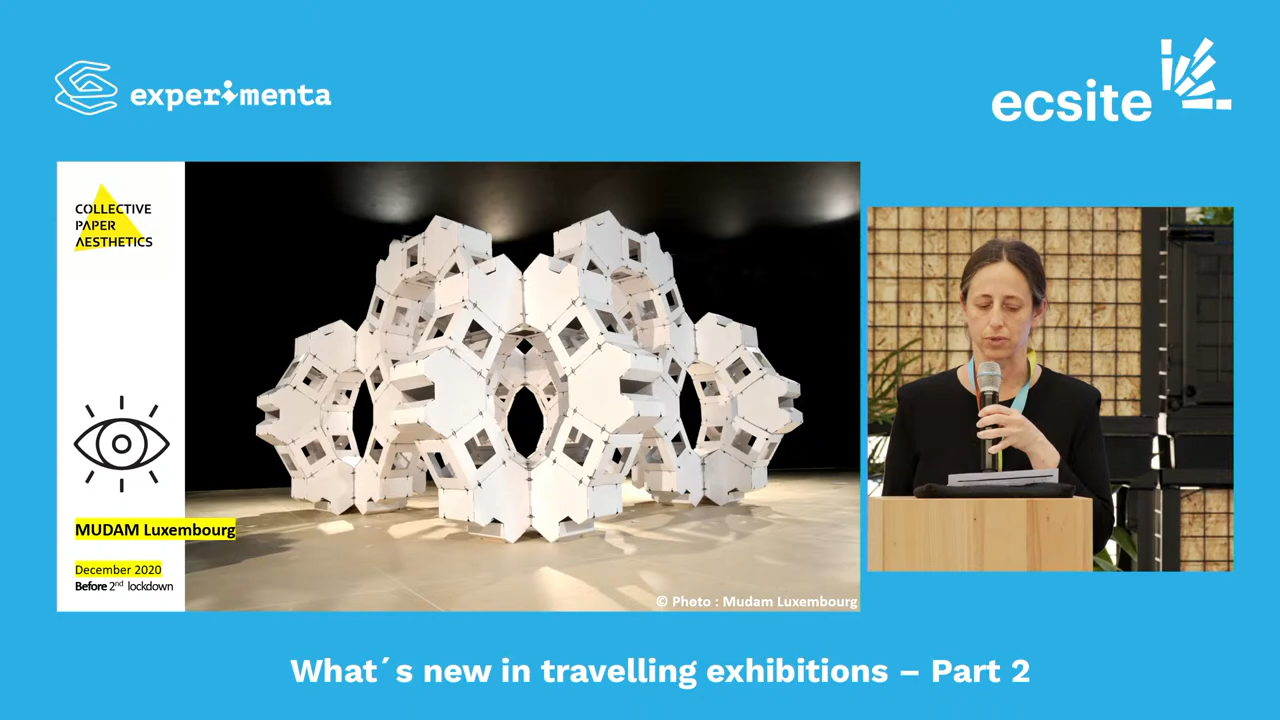 experimenta
ecsite
COLLECTIVE
PAPER
AESTHETICS
MUDAM Luxembourg
December 2020
Before 2nd lockdown
© Photo : Mudam Luxembourg
What´s new in travelling exhibitions – Part 2